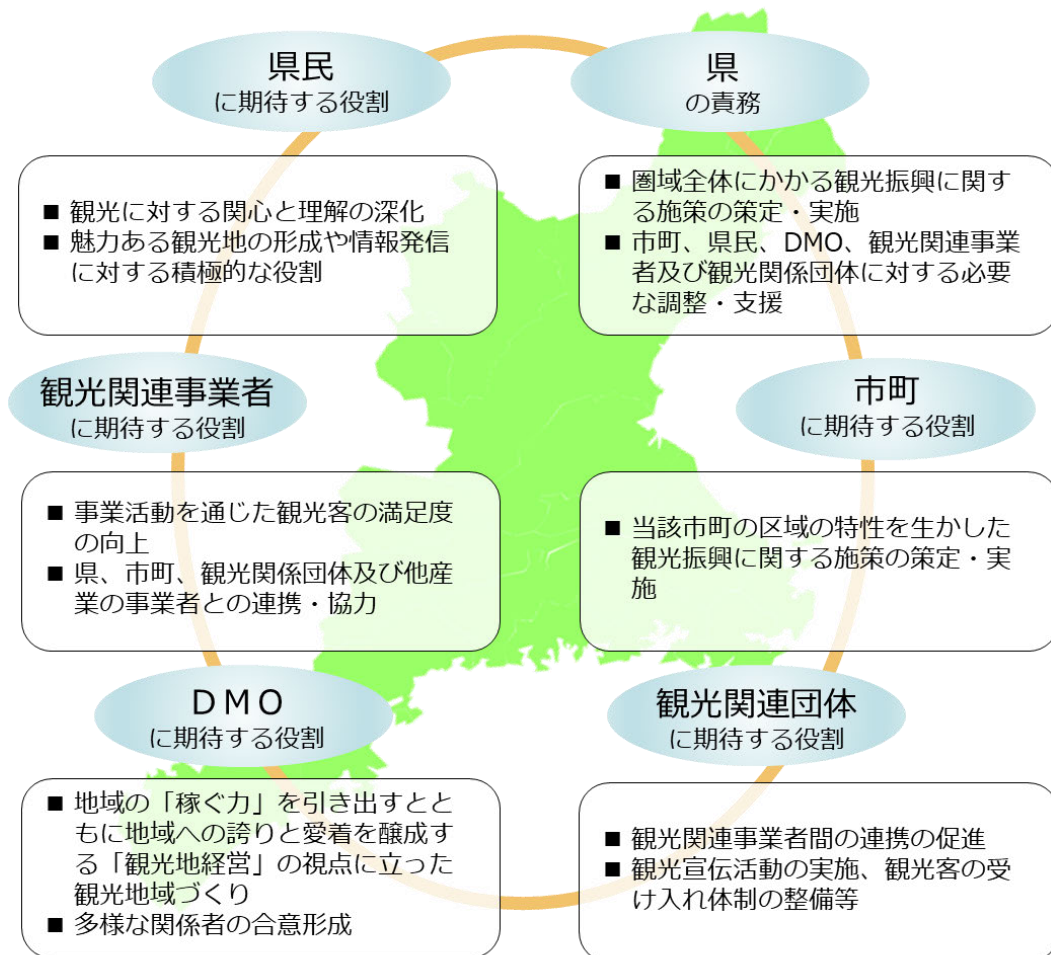 県民
に期待する役割
■ 観光に対する関心と理解の深化
■ 魅力ある観光地の形成や情報発信
に対する積極的な役割
県
の責務
■ 圏域全体にかかる観光振興に関す
る施策の策定・実施
■ 市町、県民、DMO、観光関連事業
者及び観光関係団体に対する必要
な調整・支援
観光関連事業者
に期待する役割
■ 事業活動を通じた観光客の満足度
の向上
■ 県、市町、観光関係団体及び他産
業の事業者との連携・協力
市町
に期待する役割
■ 当該市町の区域の特性を生かした
観光振興に関する施策の策定・実
施
ＤＭＯ
に期待する役割
■ 地域の「稼ぐ力」を引き出すとと
もに地域への誇りと愛着を醸成す
る「観光地経営」の視点に立った
観光地域づくり
■ 多様な関係者の合意形成
観光関連団体
に期待する役割
■ 観光関連事業者間の連携の促進
■ 観光宣伝活動の実施、観光客の受
け入れ体制の整備等